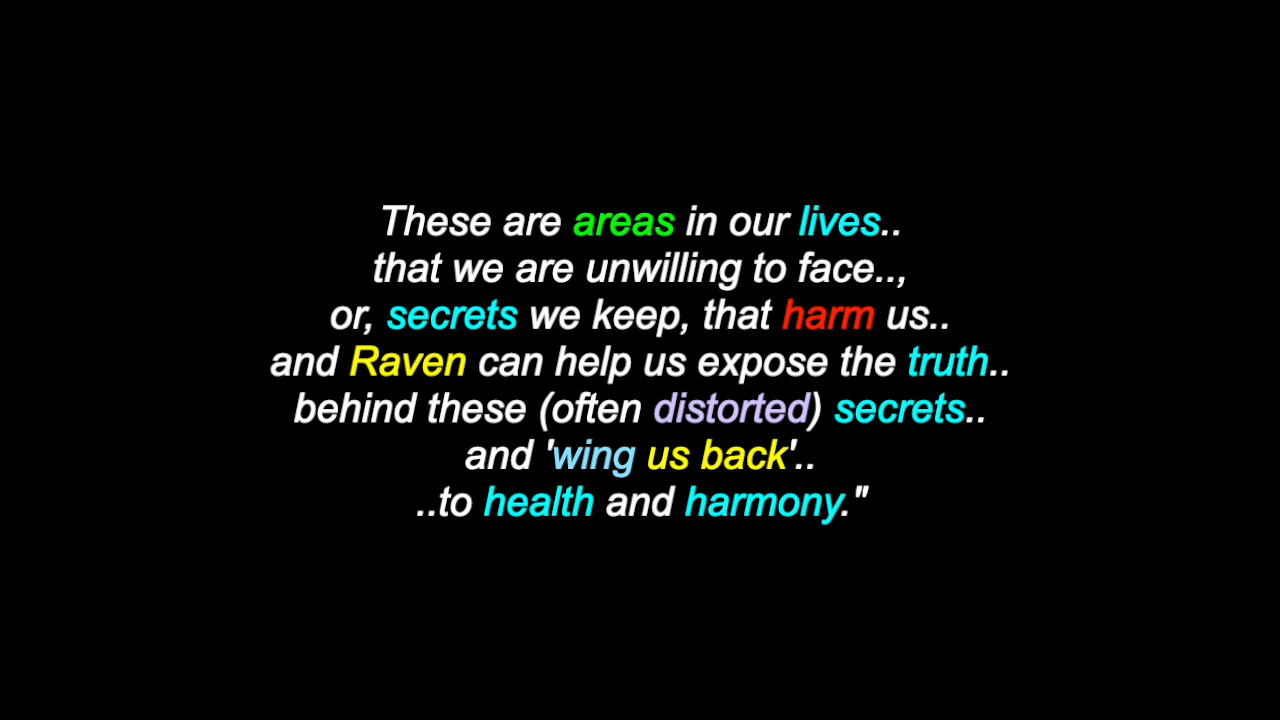 These are areas in our lives..
that we are unwilling to face..,
or, secrets we keep, that harm us..
and Raven can help us expose the truth..
behind these (often distorted) secrets..
and 'wing us back'..
..to health and harmony."